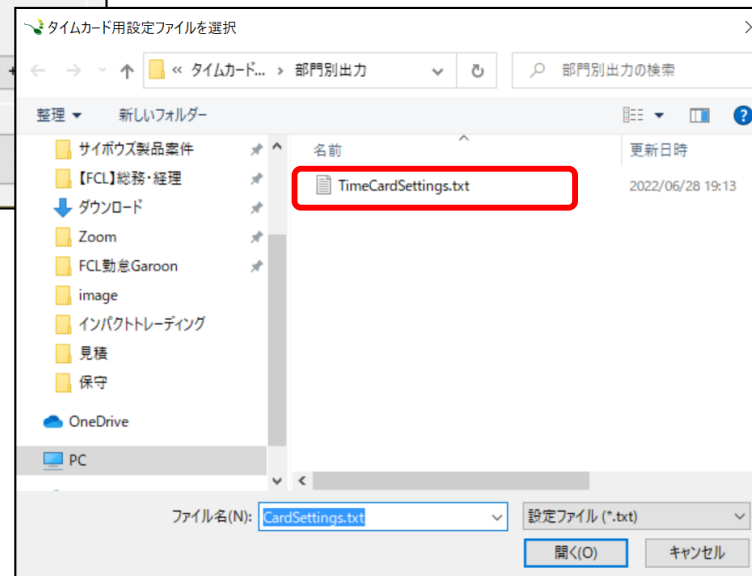 タイムカード用設定ファイルを選択
« タイムカード... › 部門別出力
部門別出力の検索
整理 新しいフォルダー
名前 更新日時
サイボウズ製品案件
【FCL】総務・経理
ダウンロード
Zoom
FCL勤怠Garoon
image
インパクトトレーディング
見積
保守
OneDrive
PC
TimeCardSettings.txt 2022/06/28 19:13
ファイル名(N): CardSettings.txt 設定ファイル (*.txt)
開く(O) キャンセル